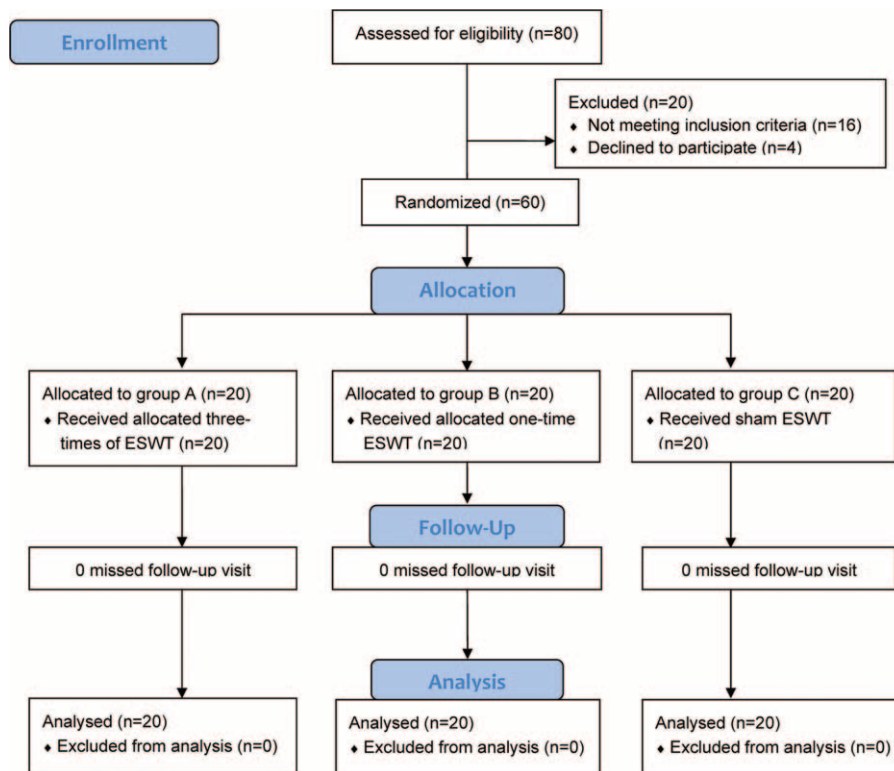 Enrollment
Assessed for eligibility (n=80)
Excluded (n=20)
♦ Not meeting inclusion criteria (n=16)
♦ Declined to participate (n=4)
Randomized (n=60)
Allocation
Allocated to group A (n=20)
♦ Received allocated three-
times of ESWT (n=20)
Allocated to group B (n=20)
♦ Received allocated one-time
ESWT (n=20)
Allocated to group C (n=20)
♦ Received sham ESWT
(n=20)
Follow-Up
0 missed follow-up visit
0 missed follow-up visit
0 missed follow-up visit
Analysis
Analysed (n=20)
♦ Excluded from analysis (n=0)
Analysed (n=20)
♦ Excluded from analysis (n=0)
Analysed (n=20)
♦ Excluded from analysis (n=0)